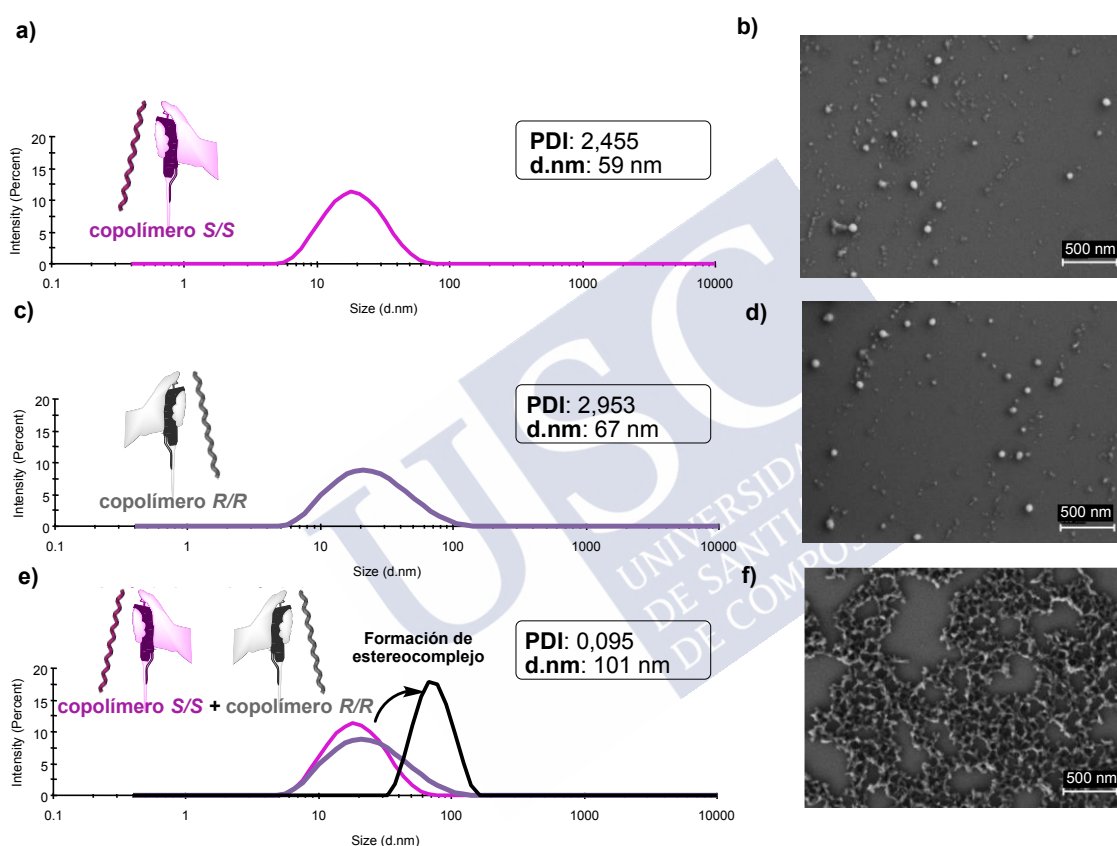 a)
20
15
10
5
0
Intensity (Percent)
0.1 1 10 100 1000 10000
Size (d.nm)
copolímero S/S
PDI: 2,455
d.nm: 59 nm
b)
500 nm
c)
20
15
10
5
0
Intensity (Percent)
0.1 1 10 100 1000 10000
Size (d.nm)
copolímero R/R
PDI: 2,953
d.nm: 67 nm
d)
500 nm
e)
20
15
10
5
0
Intensity (Percent)
0.1 1 10 100 1000 10000
Size (d.nm)
copolímero S/S + copolímero R/R
Formación de
estereocomplejo
PDI: 0,095
d.nm: 101 nm
f)
500 nm
USC
DE